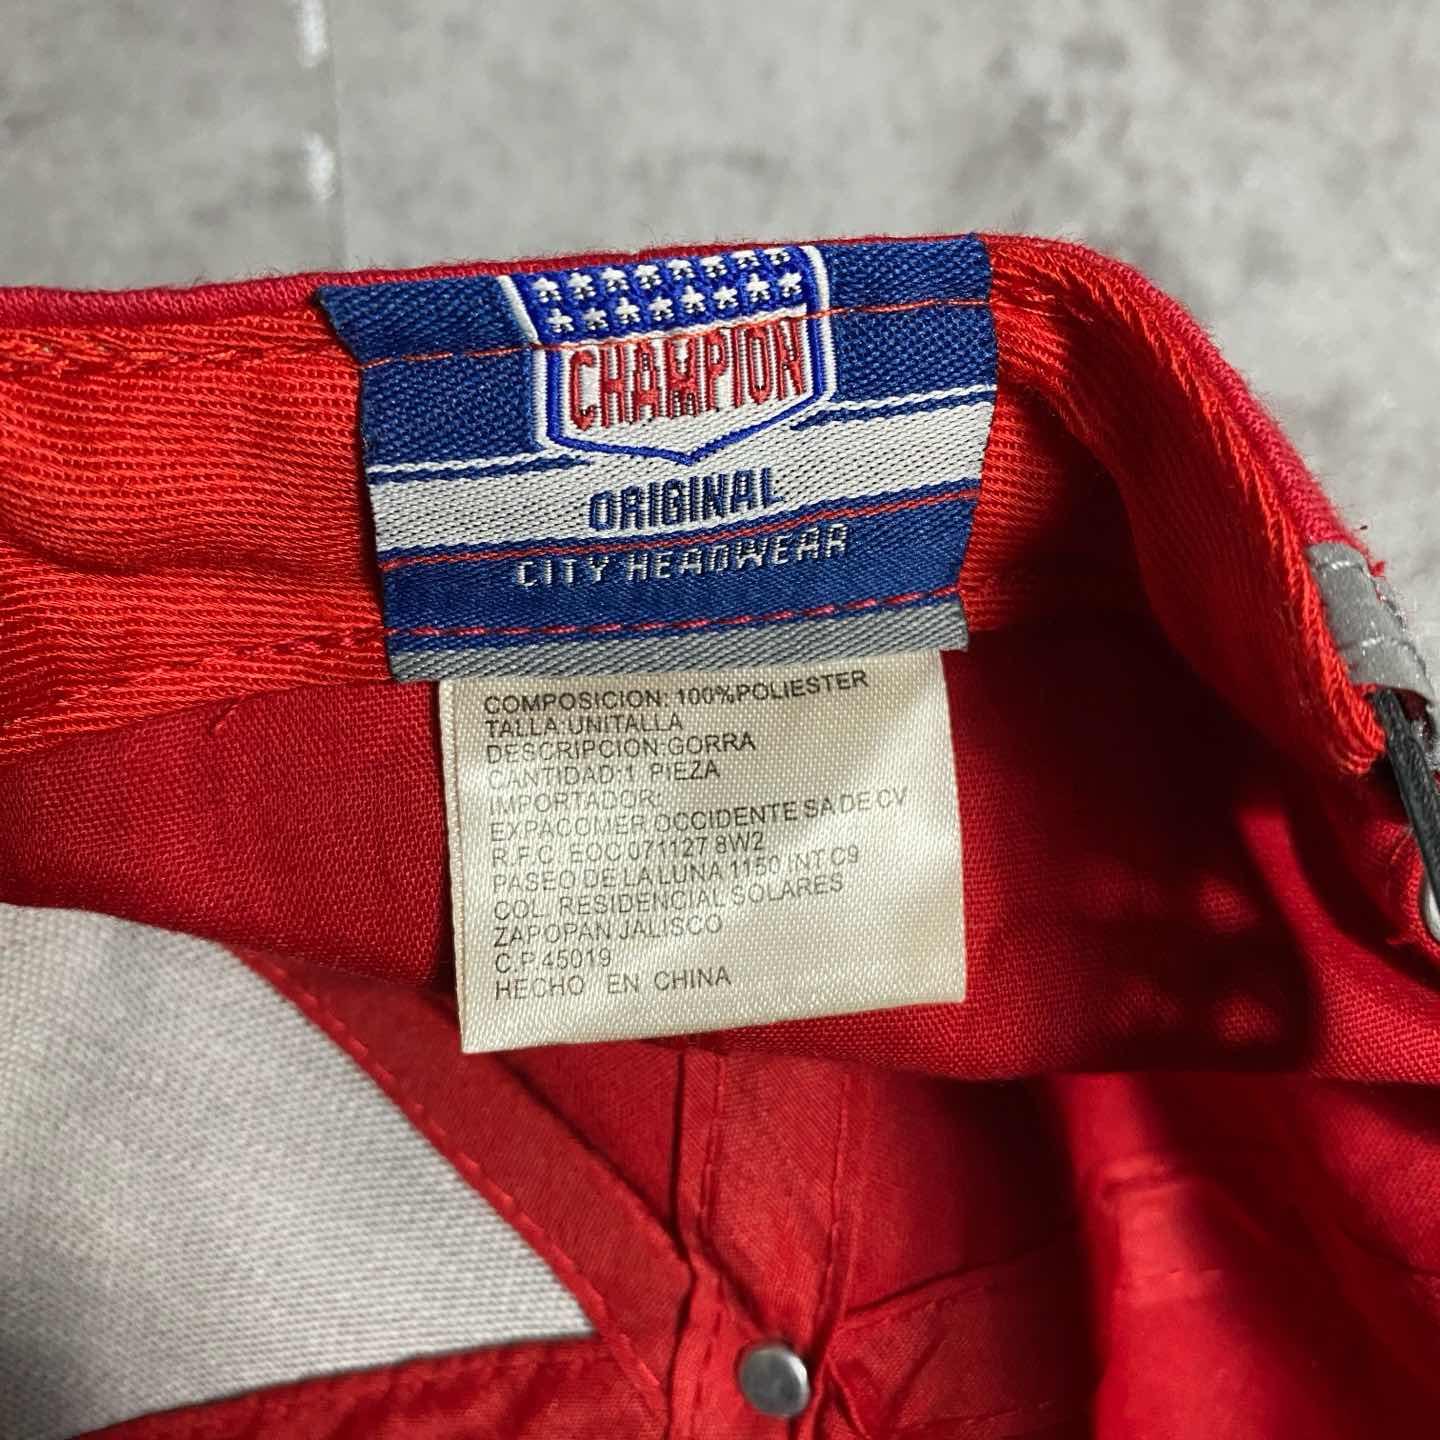 CHAMPION
ORIGINAL
CITY HEADWEAR
COMPOSICION: 100%POLIESTER
TALLA:UNITALLA
DESCRIPCION:GORRA
CANTIDAD:1 PIEZA
IMPORTADOR:
EXPACOMER OCCIDENTE SA DE CV
R.F.C. EOC 071127 8W2
PASEO DE LA LUNA 1150 INT C9
COL. RESIDENCIAL SOLARES
ZAPOPAN JALISCO
C.P 45019
HECHO EN CHINA